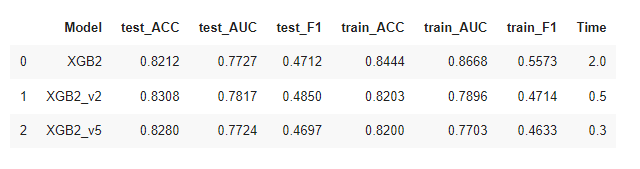 Model test_ACC test_AUC test_F1 train_ACC train_AUC train_F1 Time
0 XGB2 0.8212 0.7727 0.4712 0.8444 0.8668 0.5573 2.0
1 XGB2_v2 0.8308 0.7817 0.4850 0.8203 0.7896 0.4714 0.5
2 XGB2_v5 0.8280 0.7724 0.4697 0.8200 0.7703 0.4633 0.3